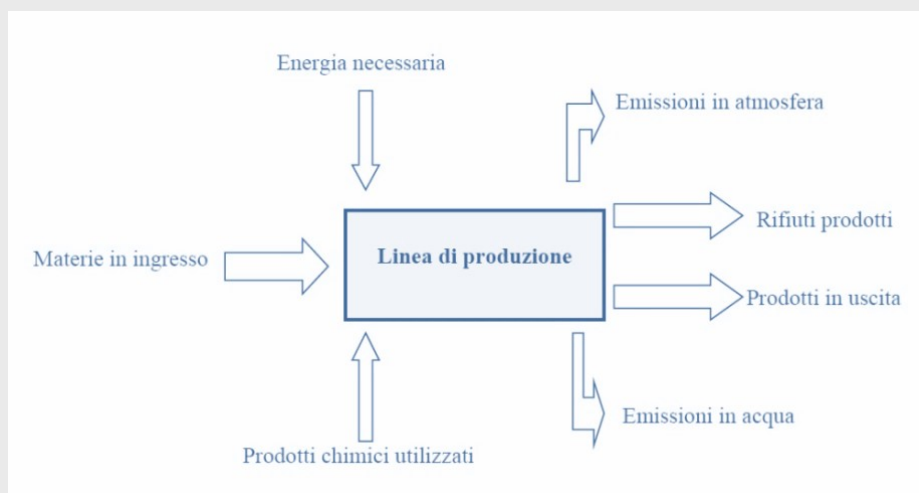 Energia necessaria
Emissioni in atmosfera
Rifiuti prodotti
Materie in ingresso
Linea di produzione
Prodotti in uscita
Emissioni in acqua
Prodotti chimici utilizzati